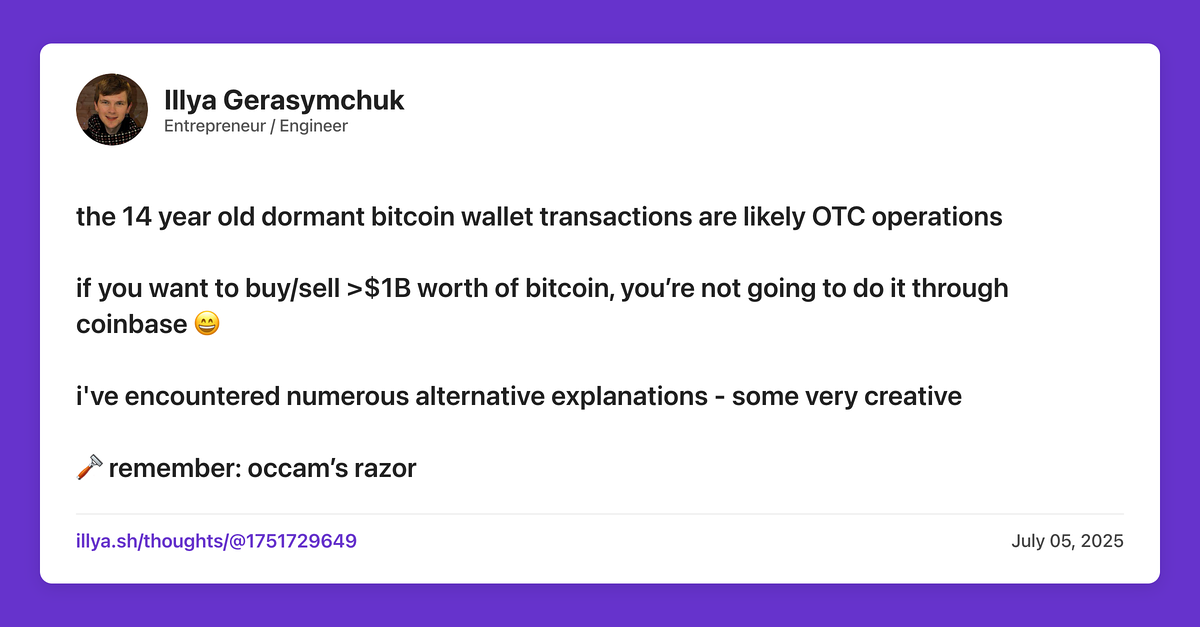 Illya Gerasymchuk
Entrepreneur / Engineer
the 14 year old dormant bitcoin wallet transactions are likely OTC operations
if you want to buy/sell >$1B worth of bitcoin, you’re not going to do it through
coinbase 😄
i've encountered numerous alternative explanations - some very creative
🪒 remember: occam’s razor
illya.sh/thoughts/@1751729649
July 05, 2025